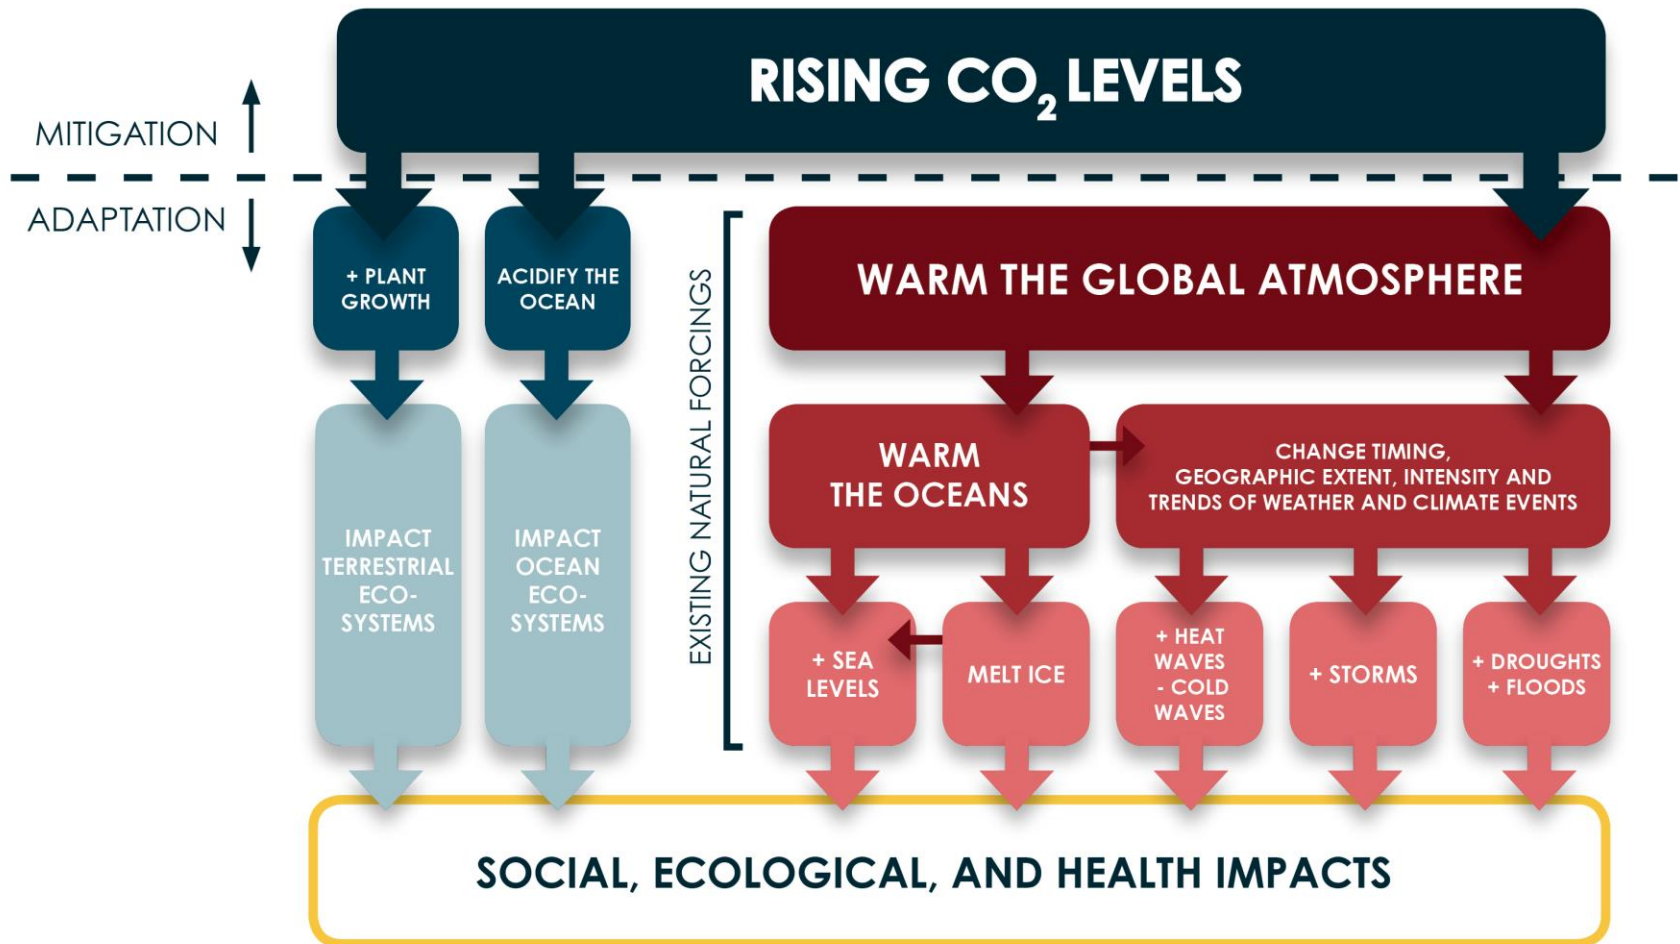 RISING CO₂ LEVELS
MITIGATION
ADAPTATION
+ PLANT
GROWTH
ACIDIFY THE
OCEAN
EXISTING NATURAL FORCINGS
WARM THE GLOBAL ATMOSPHERE
IMPACT
TERRESTRIAL
ECO-
SYSTEMS
IMPACT
OCEAN
ECO-
SYSTEMS
WARM
THE OCEANS
CHANGE TIMING,
GEOGRAPHIC EXTENT, INTENSITY AND
TRENDS OF WEATHER AND CLIMATE EVENTS
+ SEA
LEVELS
MELT ICE
+ HEAT
WAVES
- COLD
WAVES
+ STORMS
+ DROUGHTS
+ FLOODS
SOCIAL, ECOLOGICAL, AND HEALTH IMPACTS